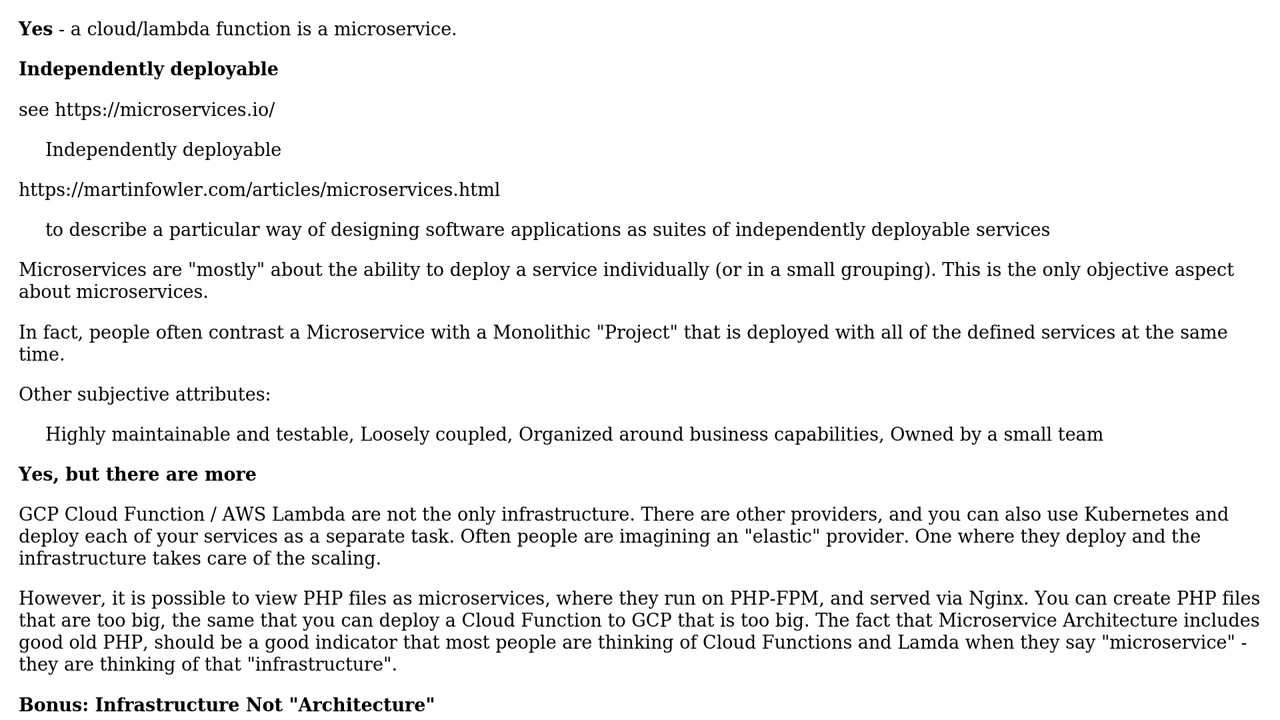 Yes - a cloud/lambda function is a microservice.
Independently deployable
see https://microservices.io/
Independently deployable
https://martinfowler.com/articles/microservices.html
to describe a particular way of designing software applications as suites of independently deployable services
Microservices are "mostly" about the ability to deploy a service individually (or in a small grouping). This is the only objective aspect
about microservices.
In fact, people often contrast a Microservice with a Monolithic "Project" that is deployed with all of the defined services at the same
time.
Other subjective attributes:
Highly maintainable and testable, Loosely coupled, Organized around business capabilities, Owned by a small team
Yes, but there are more
GCP Cloud Function / AWS Lambda are not the only infrastructure. There are other providers, and you can also use Kubernetes and
deploy each of your services as a separate task. Often people are imagining an "elastic" provider. One where they deploy and the
infrastructure takes care of the scaling.
However, it is possible to view PHP files as microservices, where they run on PHP-FPM, and served via Nginx. You can create PHP files
that are too big, the same that you can deploy a Cloud Function to GCP that is too big. The fact that Microservice Architecture includes
good old PHP, should be a good indicator that most people are thinking of Cloud Functions and Lamda when they say "microservice" -
they are thinking of that "infrastructure".
Bonus: Infrastructure Not "Architecture"